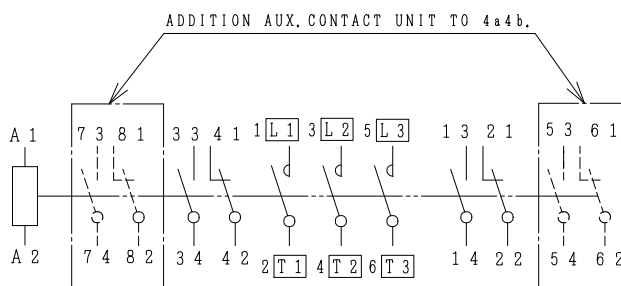 ADDITION AUX. CONTACT UNIT TO 4a4b.
A1 73 81 33 41 1 L1 3 L2 5 L3 13 21 53 61
A2 74 82 34 42 2 T1 4 T2 6 T3 14 22 54 62